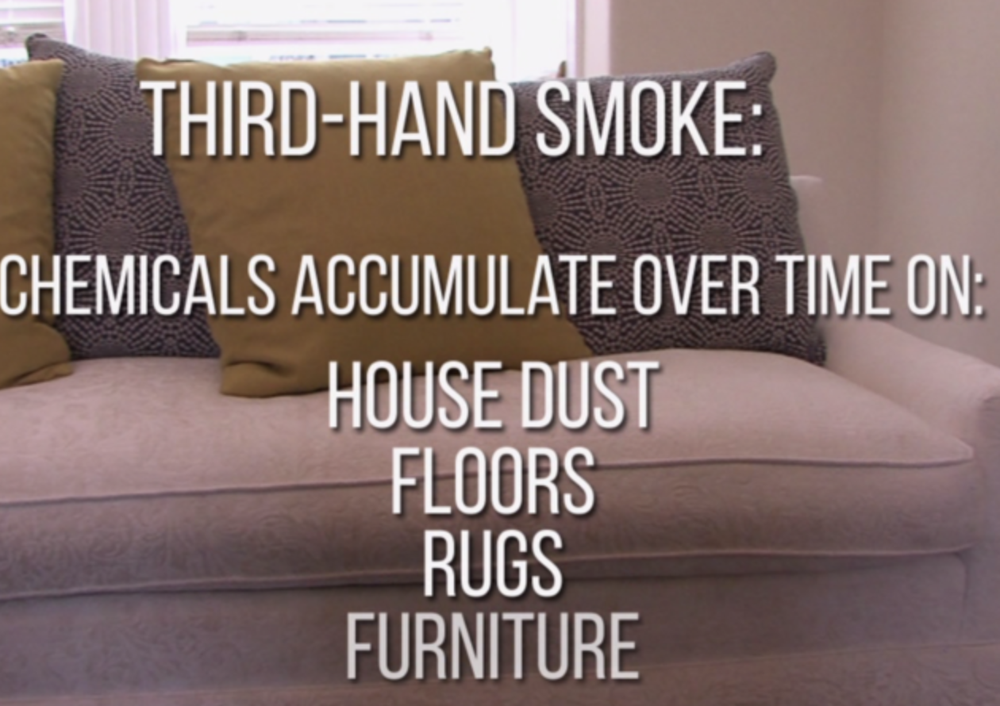 THIRD-HAND SMOKE:
CHEMICALS ACCUMULATE OVER TIME ON:
HOUSE DUST
FLOORS
RUGS
FURNITURE